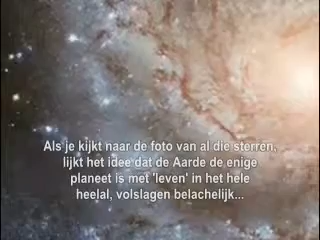 Als je kijkt naar de foto van al die sterren,
lijkt het idee dat de Aarde de enige
planeet is met 'leven' in het hele
heelal, volslagen belachelijk...